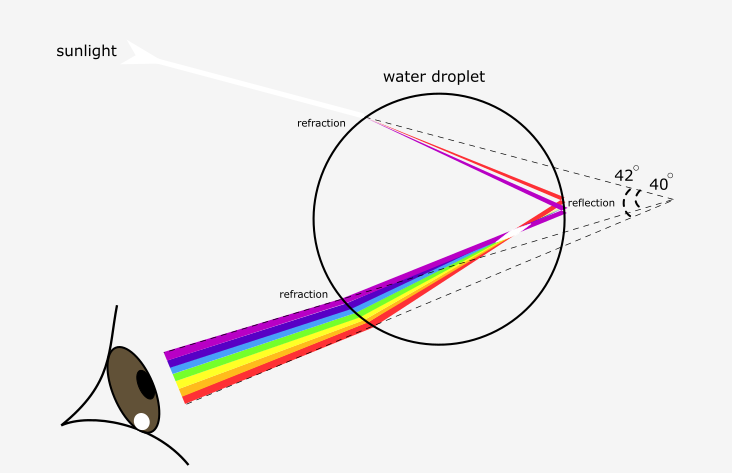 sunlight
water droplet
refraction
42°
40°
reflection
refraction